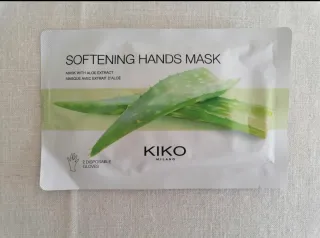 SOFTENING HANDS MASK
MASK WITH ALOE EXTRACT
MASQUE AVEC EXTRAIT D'ALOE
KIKO
MILANO
2 DISPOSABLE
GLOVES